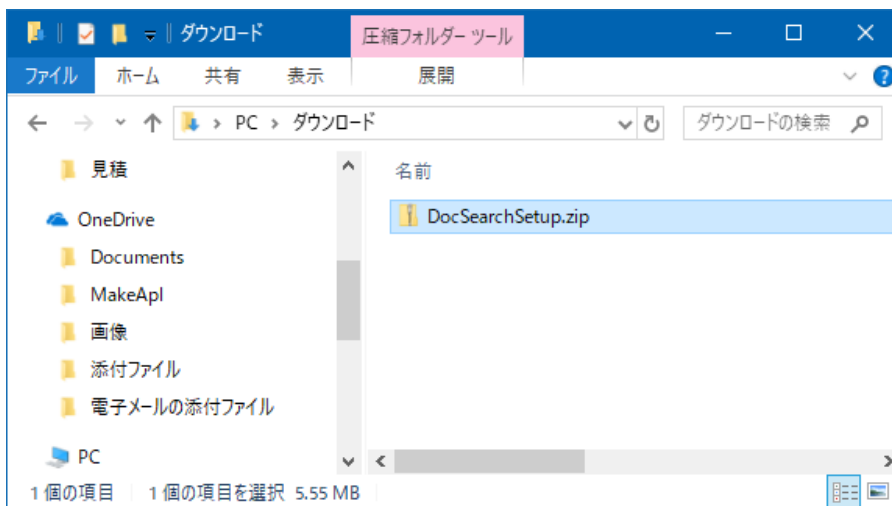 ダウンロード 圧縮フォルダー ツール
ファイル ホーム 共有 表示 展開
PC ダウンロード ダウンロードの検索
見積
OneDrive
Documents
MakeApl
画像
添付ファイル
電子メールの添付ファイル
PC
名前
DocSearchSetup.zip
1 個の項目 1 個の項目を選択 5.55 MB